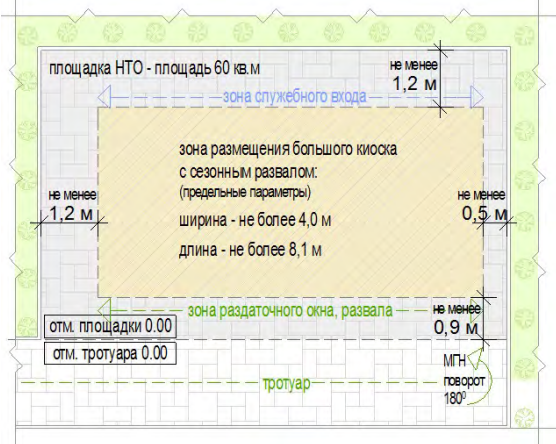 площадка НТО - площадь 60 кв.м
не менее
1,2 м
зона служебного входа
зона размещения большого киоска
с сезонным развалом:
(предельные параметры)
ширина - не более 4,0 м
длина - не более 8,1 м
не менее
1,2 м
не менее
0,5 м
зона раздаточного окна, развала
не менее
0,9 м
отм. площадки 0.00
отм. тротуара 0.00
МГН
поворот
180⁰
тротуар